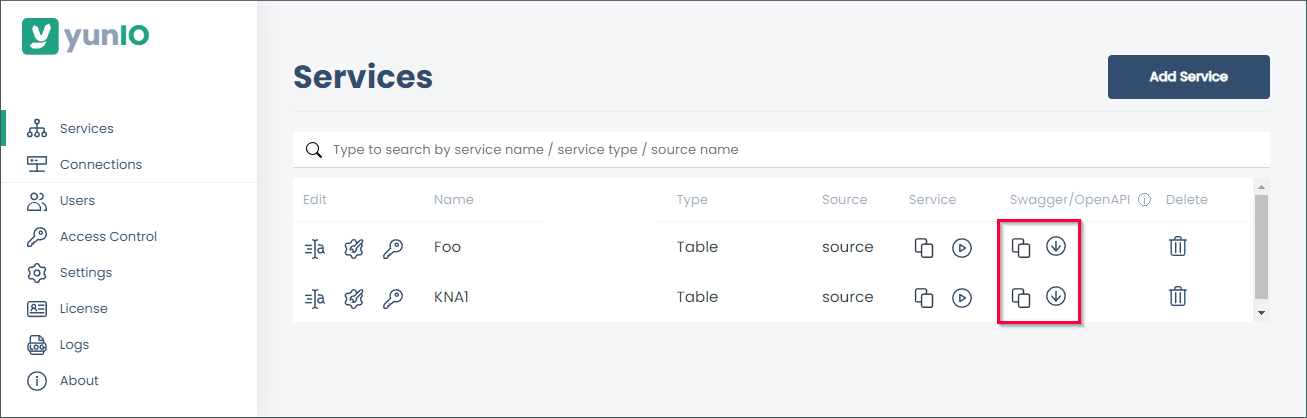 yunIO
Services
Add Service
Services
Connections
Users
Access Control
Settings
License
Logs
About
Type to search by service name / service type / source name
Edit Name Type Source Service Swagger/OpenAPI Delete
Foo Table source
KNA1 Table source